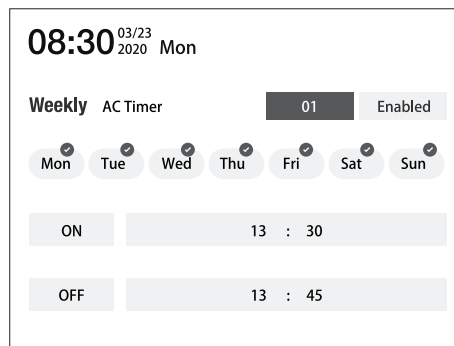 08:30 03/23 2020 Mon
Weekly AC Timer 01 Enabled
Mon Tue Wed Thu Fri Sat Sun
ON 13 : 30
OFF 13 : 45